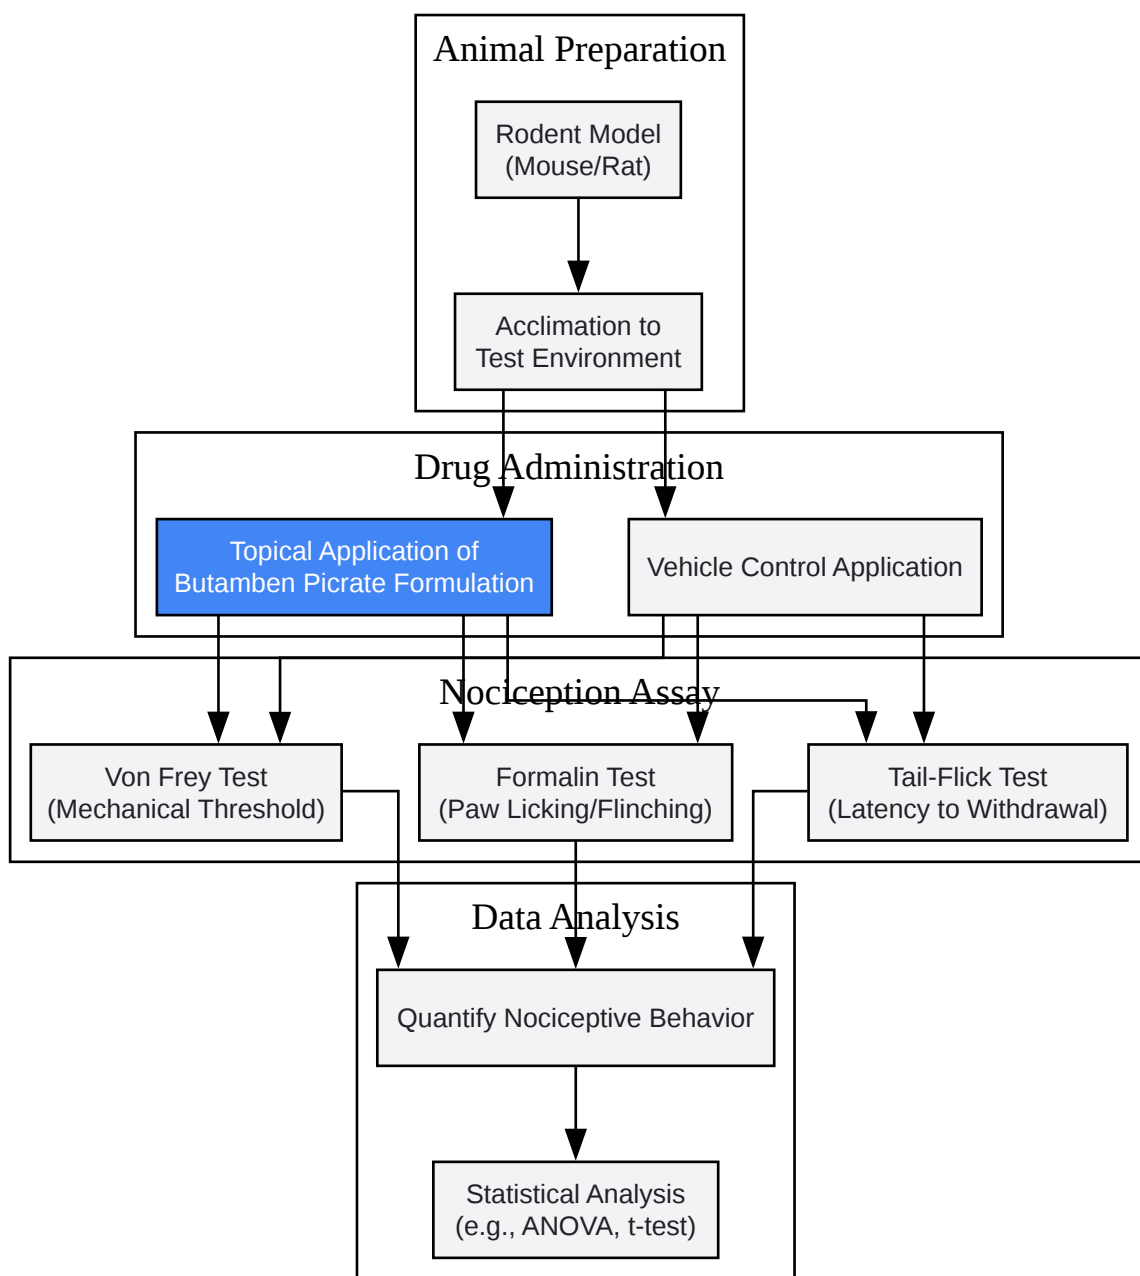 Animal Preparation
Rodent Model
(Mouse/Rat)
Acclimation to
Test Environment
Drug Administration
Topical Application of
Butamben Picrate Formulation
Vehicle Control Application
Nociception Assay
Von Frey Test
(Mechanical Threshold)
Formalin Test
(Paw Licking/Flinching)
Tail-Flick Test
(Latency to Withdrawal)
Data Analysis
Quantify Nociceptive Behavior
Statistical Analysis
(e.g., ANOVA, t-test)